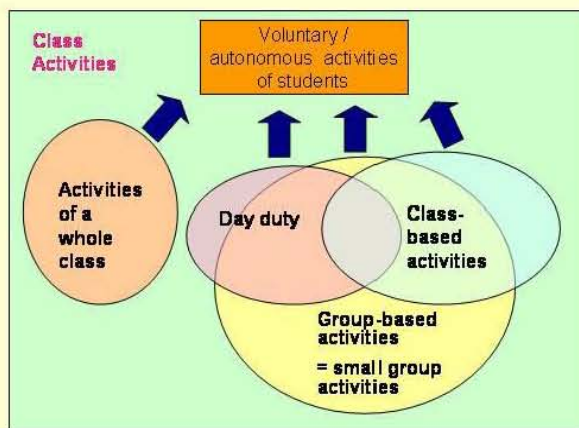 Class
Activities
Voluntary /
autonomous activities
of students
Activities
of a
whole
class
Day duty
Class-
based
activities
Group-based
activities
= small group
activities